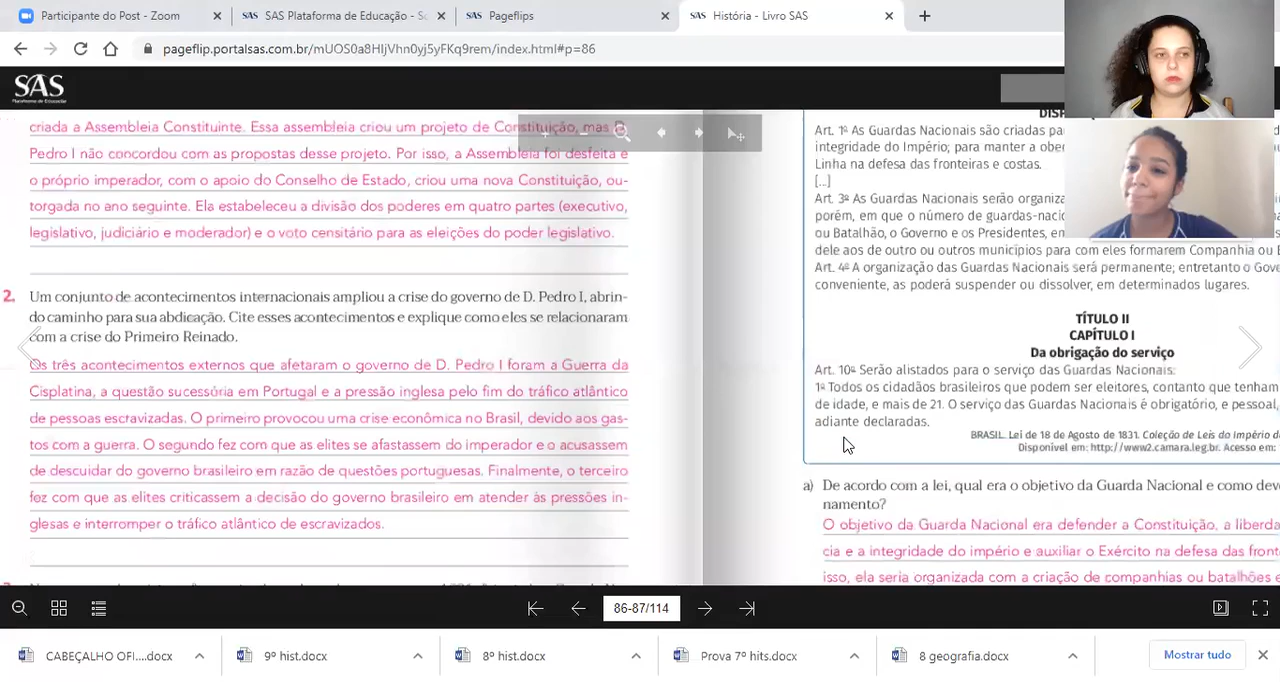 Participante do Post - Zoom
SAS Plataforma de Educação - Sc
Pageflips
História - Livro SAS
pageflip.portalsas.com.br/mUOS0a8HIjVhn0yj5yFKq9rem/index.html#p=86
SAS
Plataforma de Educação
criada a Assembleia Constituinte. Essa assembleia criou um projeto de Constituição, mas D.
Pedro I não concordou com as propostas desse projeto. Por isso, a Assembleia foi desfeita e
o próprio imperador, com o apoio do Conselho de Estado, criou uma nova Constituição, ou-
torgada no ano seguinte. Ela estabeleceu a divisão dos poderes em quatro partes (executivo,
legislativo, judiciário e moderador) e o voto censitário para as eleições do poder legislativo.
2. Um conjunto de acontecimentos internacionais ampliou a crise do governo de D. Pedro I, abrin-
do caminho para sua abdicação. Cite esses acontecimentos e explique como eles se relacionaram
com a crise do Primeiro Reinado.
Os três acontecimentos externos que afetaram o governo de D. Pedro I foram a Guerra da
Cisplatina, a questão sucessória em Portugal e a pressão inglesa pelo fim do tráfico atlântico
de pessoas escravizadas. O primeiro provocou uma crise econômica no Brasil, devido aos gas-
tos com a guerra. O segundo fez com que as elites se afastassem do imperador e o acusassem
de descuidar do governo brasileiro em razão de questões portuguesas. Finalmente, o terceiro
fez com que as elites criticassem a decisão do governo brasileiro em atender às pressões in-
glesas e interromper o tráfico atlântico de escravizados.
Art. 1º As Guardas Nacionais são criadas pa
integridade do Império; para manter a obe
Linha na defesa das fronteiras e costas.
[...]
Art. 3º As Guardas Nacionais serão organiza
porém, em que o número de guardas-nacio
ou Batalhão, o Governo e os Presidentes, em
dele aos de outro ou outros municípios para com eles formarem Companhia ou B
Art. 4º A organização das Guardas Nacionais será permanente; entretanto o Gove
conveniente, as poderá suspender ou dissolver, em determinados lugares.
TÍTULO II
CAPÍTULO I
Da obrigação do serviço
Art. 10º Serão alistados para o serviço das Guardas Nacionais:
1º Todos os cidadãos brasileiros que podem ser eleitores, contanto que tenham
de idade, e mais de 21. O serviço das Guardas Nacionais é obrigatório, e pessoal,
adiante declaradas.
BRASIL. Lei de 18 de Agosto de 1831. Coleção de Leis do Império d
Disponível em: http://www2.camara.leg.br. Acesso em:
a) De acordo com a lei, qual era o objetivo da Guarda Nacional e como deve
namento?
O objetivo da Guarda Nacional era defender a Constituição, a liberda
cia e a integridade do império e auxiliar o Exército na defesa das front
isso, ela seria organizada com a criação de companhias ou batalhões e
86-87/114
CABEÇALHO OFI....docx
9º hist.docx
8º hist.docx
Prova 7º hits.docx
8 geografia.docx
Mostrar tudo